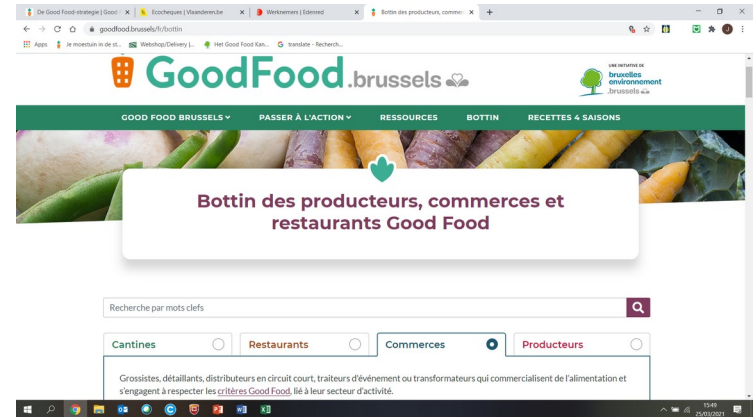 De Good Food-strategie | Good
Ecocheques | Vlaanderen.be
Werknemers | Edenred
Bottin des producteurs, commer
goodfood.brussels/fr/bottin
Apps
Je moestuin in de st...
Webshop/Delivery |...
Het Good Food Kan...
translate - Recherch...
GoodFood.brussels
UNE INITIATIVE DE
bruxelles
environnement
.brussels
GOOD FOOD BRUSSELS
PASSER À L'ACTION
RESSOURCES
BOTTIN
RECETTES 4 SAISONS
Bottin des producteurs, commerces et
restaurants Good Food
Recherche par mots clefs
Cantines
Restaurants
Commerces
Producteurs
Grossistes, détaillants, distributeurs en circuit court, traiteurs d'événement ou transformateurs qui commercialisent de l'alimentation et
s'engagent à respecter les critères Good Food, lié à leur secteur d'activité.
15:49
25/03/2021